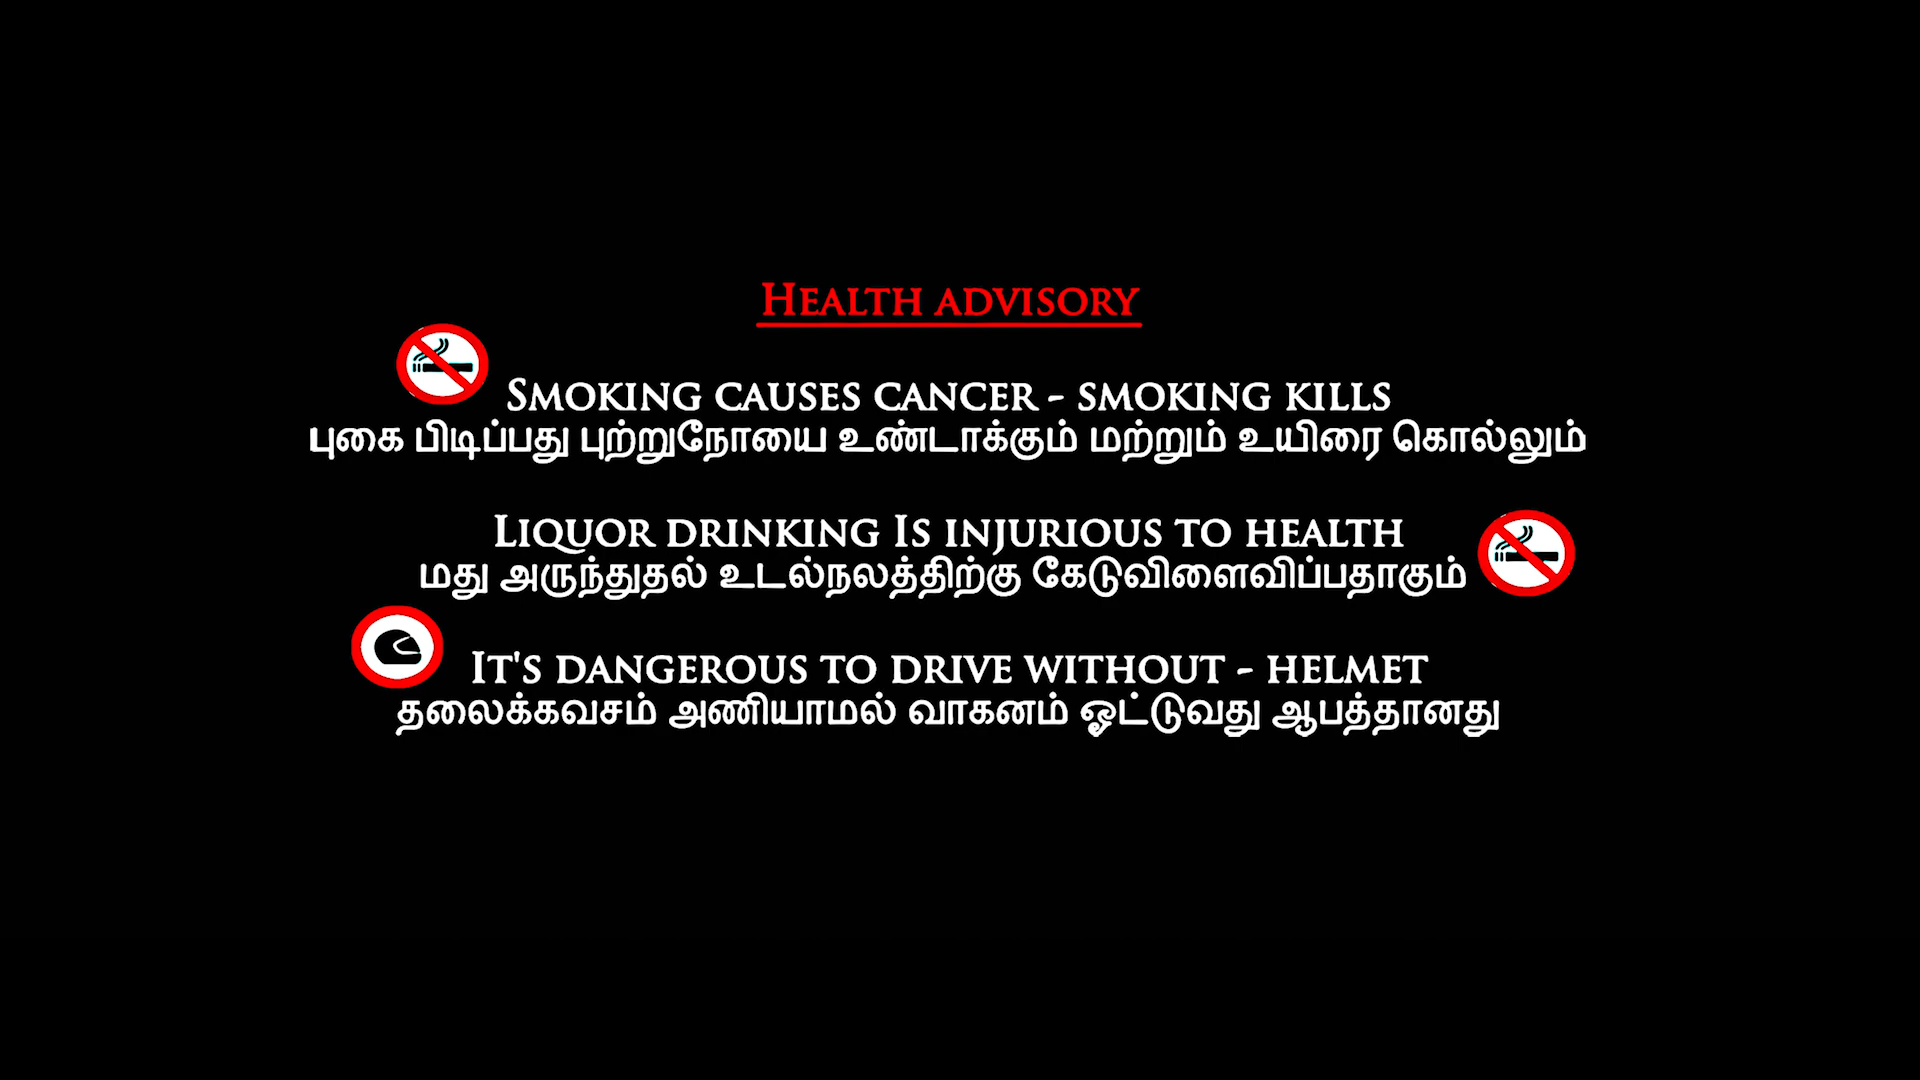 Health advisory
Smoking causes cancer - smoking kills
புகை பிடிப்பது புற்றுநோயை உண்டாக்கும் மற்றும் உயிரை கொல்லும்
Liquor drinking Is injurious to health
மது அருந்துதல் உடல்நலத்திற்கு கேடுவிளைவிப்பதாகும்
It's dangerous to drive without - helmet
தலைக்கவசம் அணியாமல் வாகனம் ஓட்டுவது ஆபத்தானது